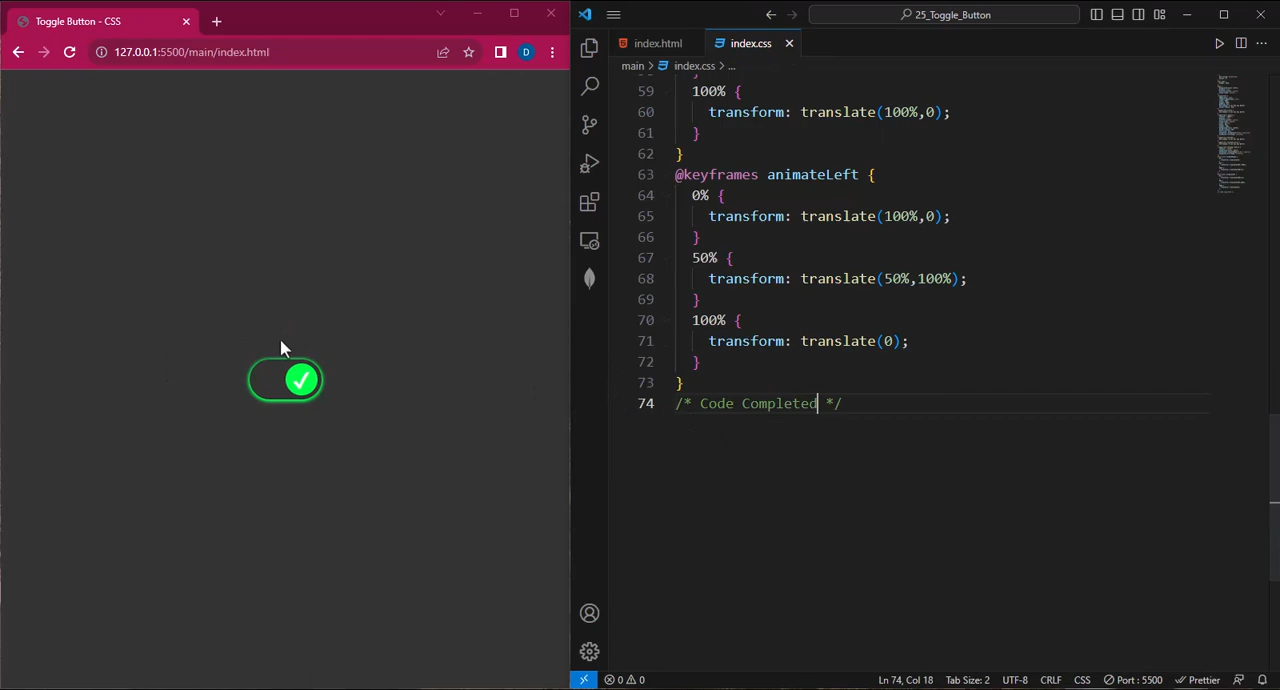 Toggle Button - CSS
127.0.0.1:5500/main/index.html
D
25_Toggle_Button
index.html
index.css
main > index.css > ...
59 100% {
60 transform: translate(100%,0);
61 }
62 }
63 @keyframes animateLeft {
64 0% {
65 transform: translate(100%,0);
66 }
67 50% {
68 transform: translate(50%,100%);
69 }
70 100% {
71 transform: translate(0);
72 }
73 }
74 /* Code Completed */
0 0
Ln 74, Col 18
Tab Size: 2
UTF-8
CRLF
CSS
Port : 5500
Prettier